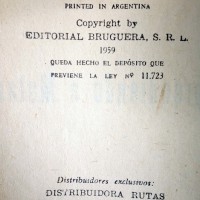 PRINTED IN ARGENTINA
Copyright by
EDITORIAL BRUGUERA, S. R. L.
1959
QUEDA HECHO EL DEPÓSITO QUE
PREVIENE LA LEY Nº 11.723
Distribuidores exclusivos:
DISTRIBUIDORA RUTAS